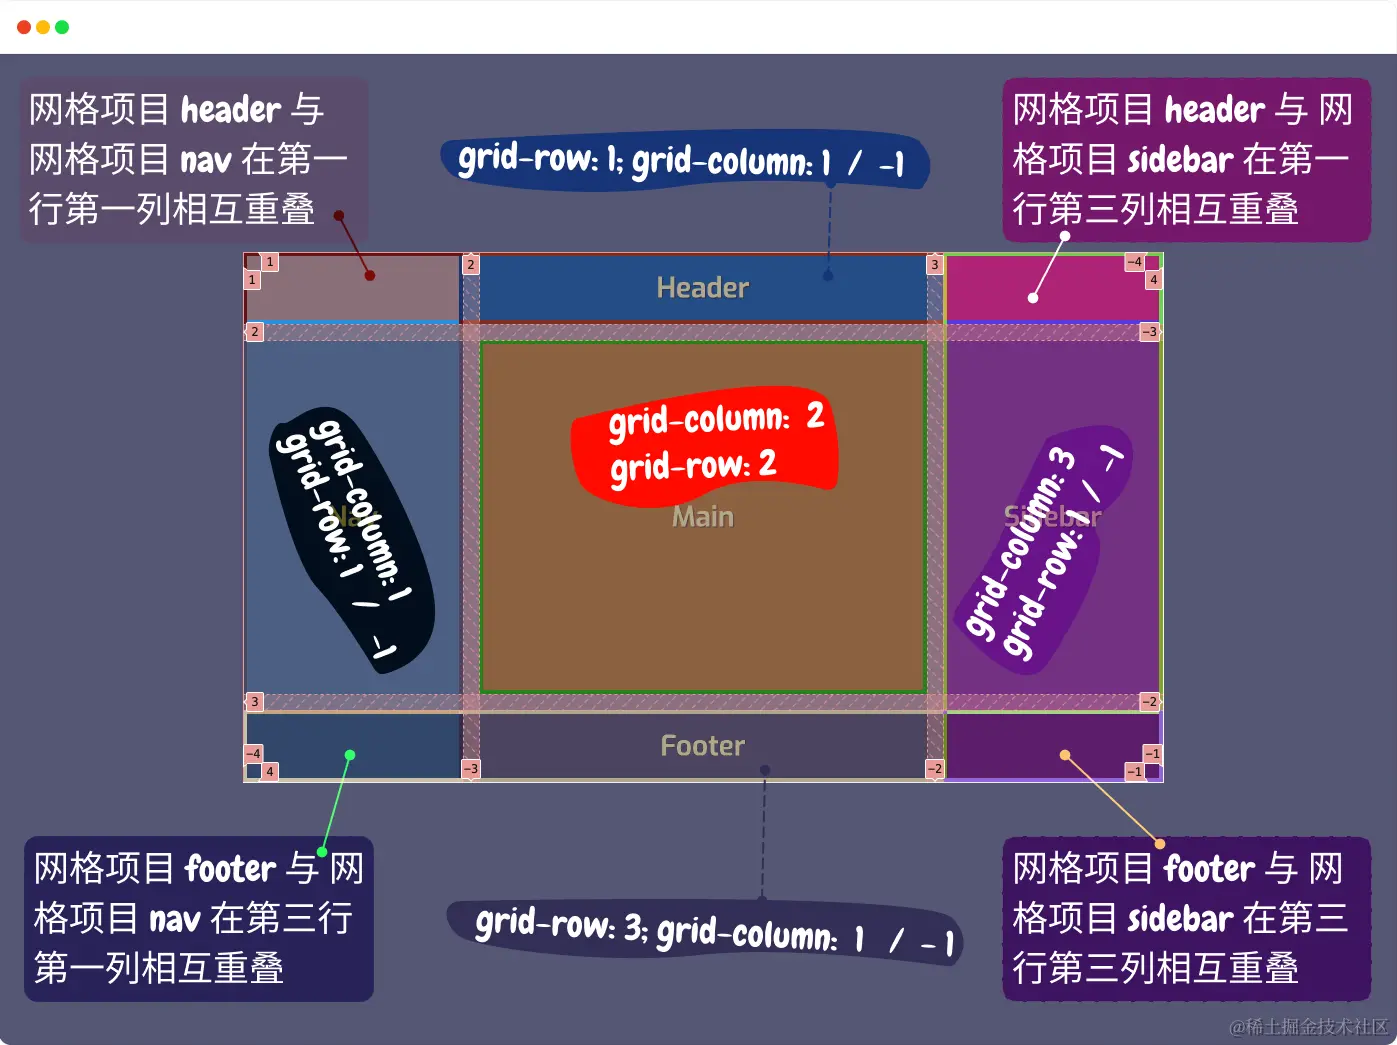 网格项目 header 与
网格项目 nav 在第一
行第一列相互重叠
grid-row: 1; grid-column: 1 / -1
网格项目 header 与 网
格项目 sidebar 在第一
行第三列相互重叠
1
1
2
3
-4
4
Header
2
-3
grid-column: 2
grid-row: 2
Main
grid-column: 1
grid-row: 1 / -1
Nav
grid-column: 3
grid-row: 1 / -1
Sidebar
3
-2
Footer
-4
4
-3
-2
-1
-1
网格项目 footer 与 网
格项目 nav 在第三行
第一列相互重叠
grid-row: 3; grid-column: 1 / -1
网格项目 footer 与 网
格项目 sidebar 在第三
行第三列相互重叠
@稀土掘金技术社区